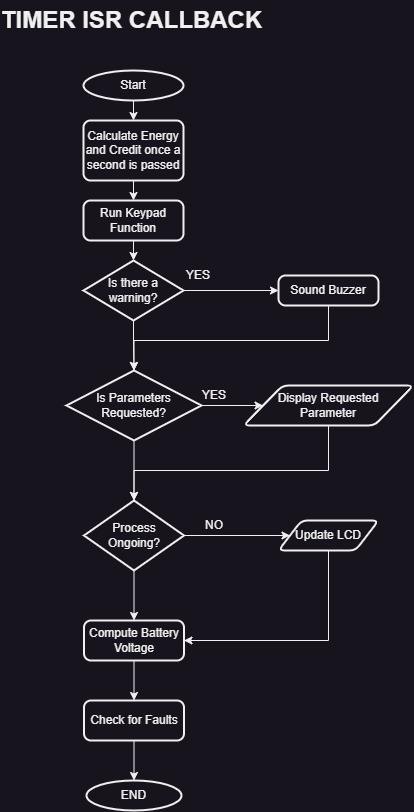 TIMER ISR CALLBACK
Start
Calculate Energy
and Credit once a
second is passed
Run Keypad
Function
Is there a
warning?
YES
Sound Buzzer
Is Parameters
Requested?
YES
Display Requested
Parameter
Process
Ongoing?
NO
Update LCD
Compute Battery
Voltage
Check for Faults
END